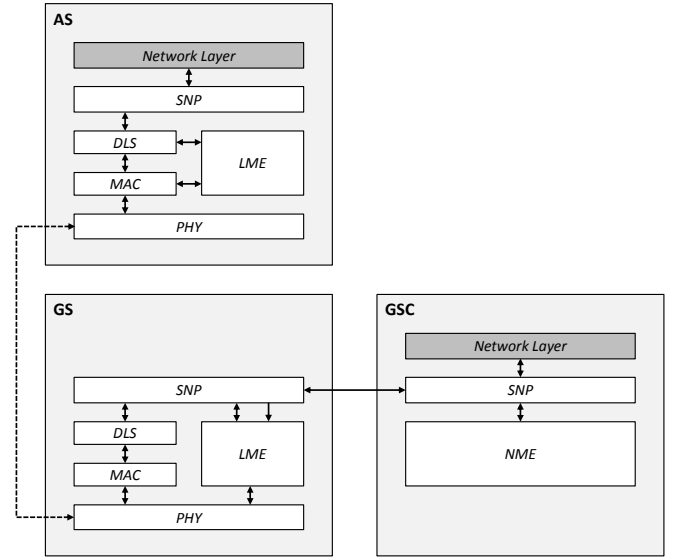 AS
Network Layer
SNP
DLS
LME
MAC
PHY
GS
SNP
DLS
LME
MAC
PHY
GSC
Network Layer
SNP
NME